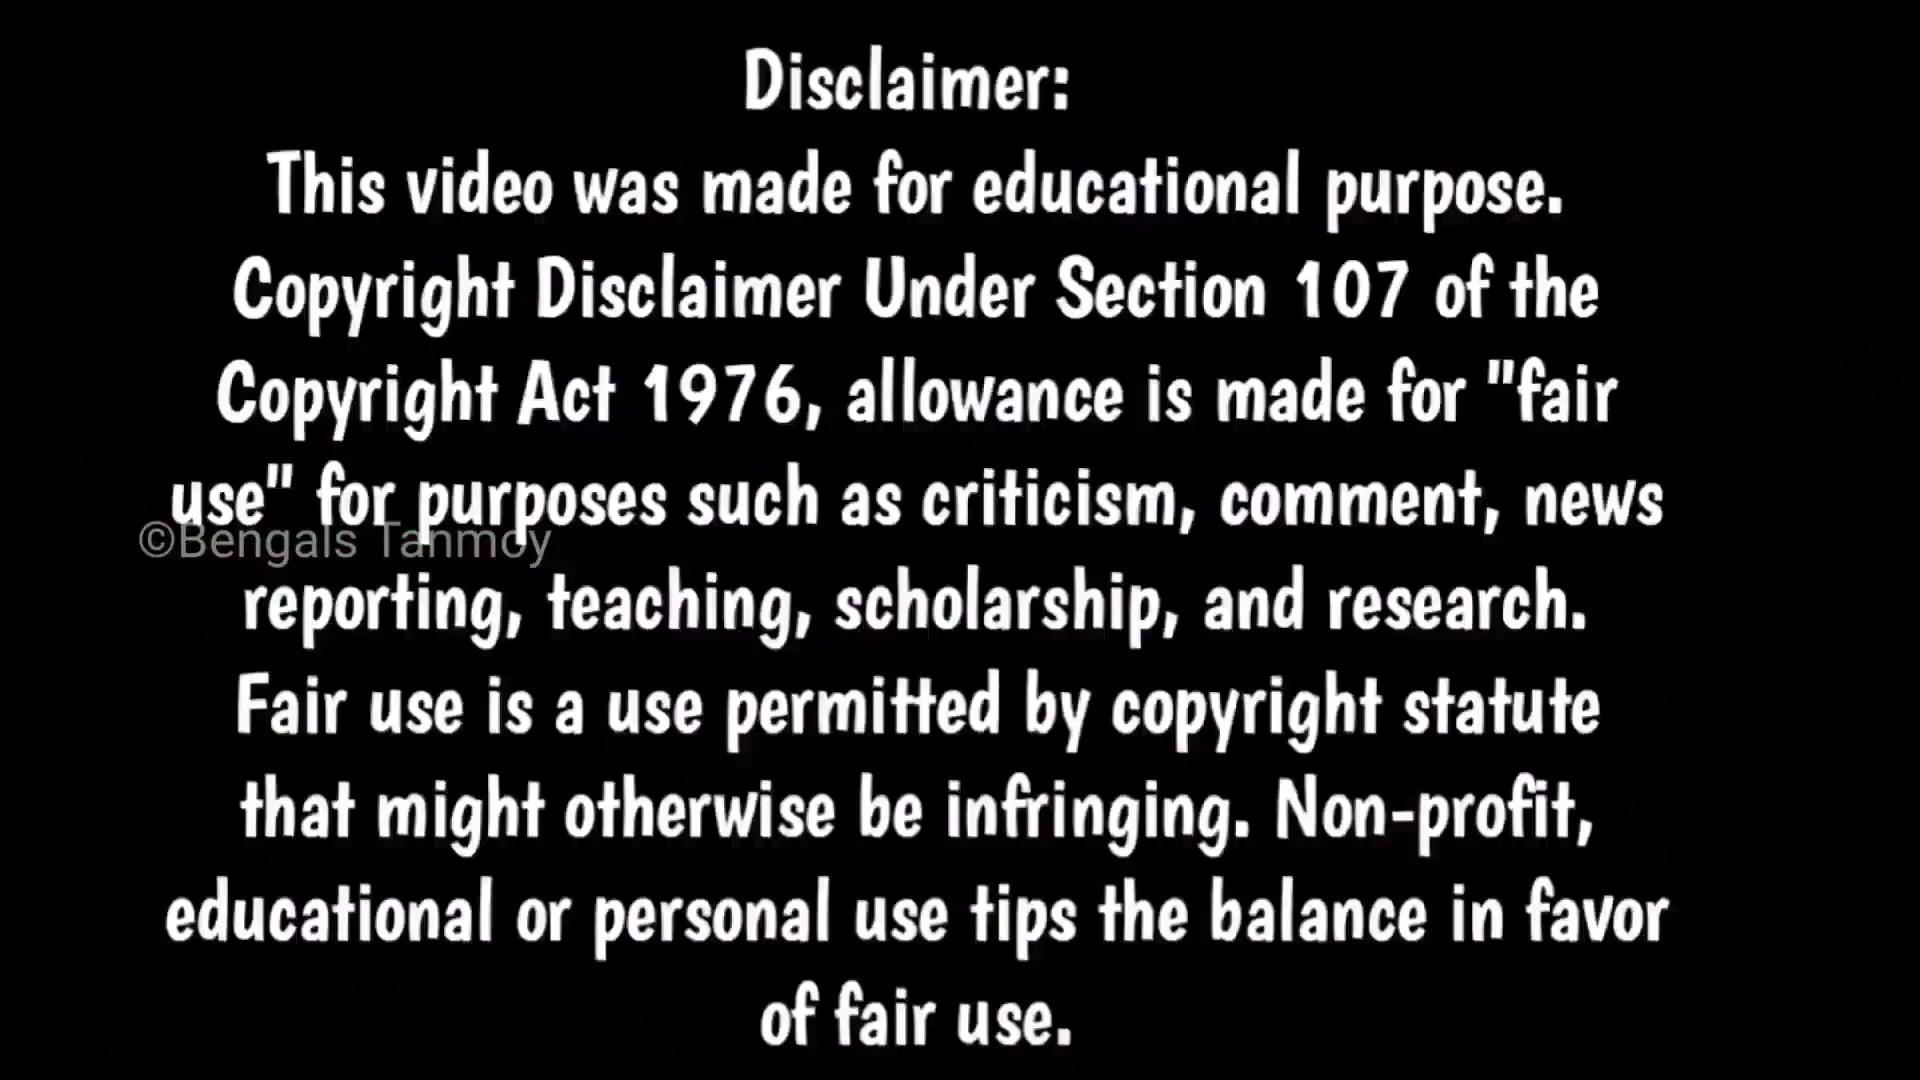 Disclaimer:
This video was made for educational purpose.
Copyright Disclaimer Under Section 107 of the
Copyright Act 1976, allowance is made for "fair
use" for purposes such as criticism, comment, news
©Bengals Tanmoy
reporting, teaching, scholarship, and research.
Fair use is a use permitted by copyright statute
that might otherwise be infringing. Non-profit,
educational or personal use tips the balance in favor
of fair use.